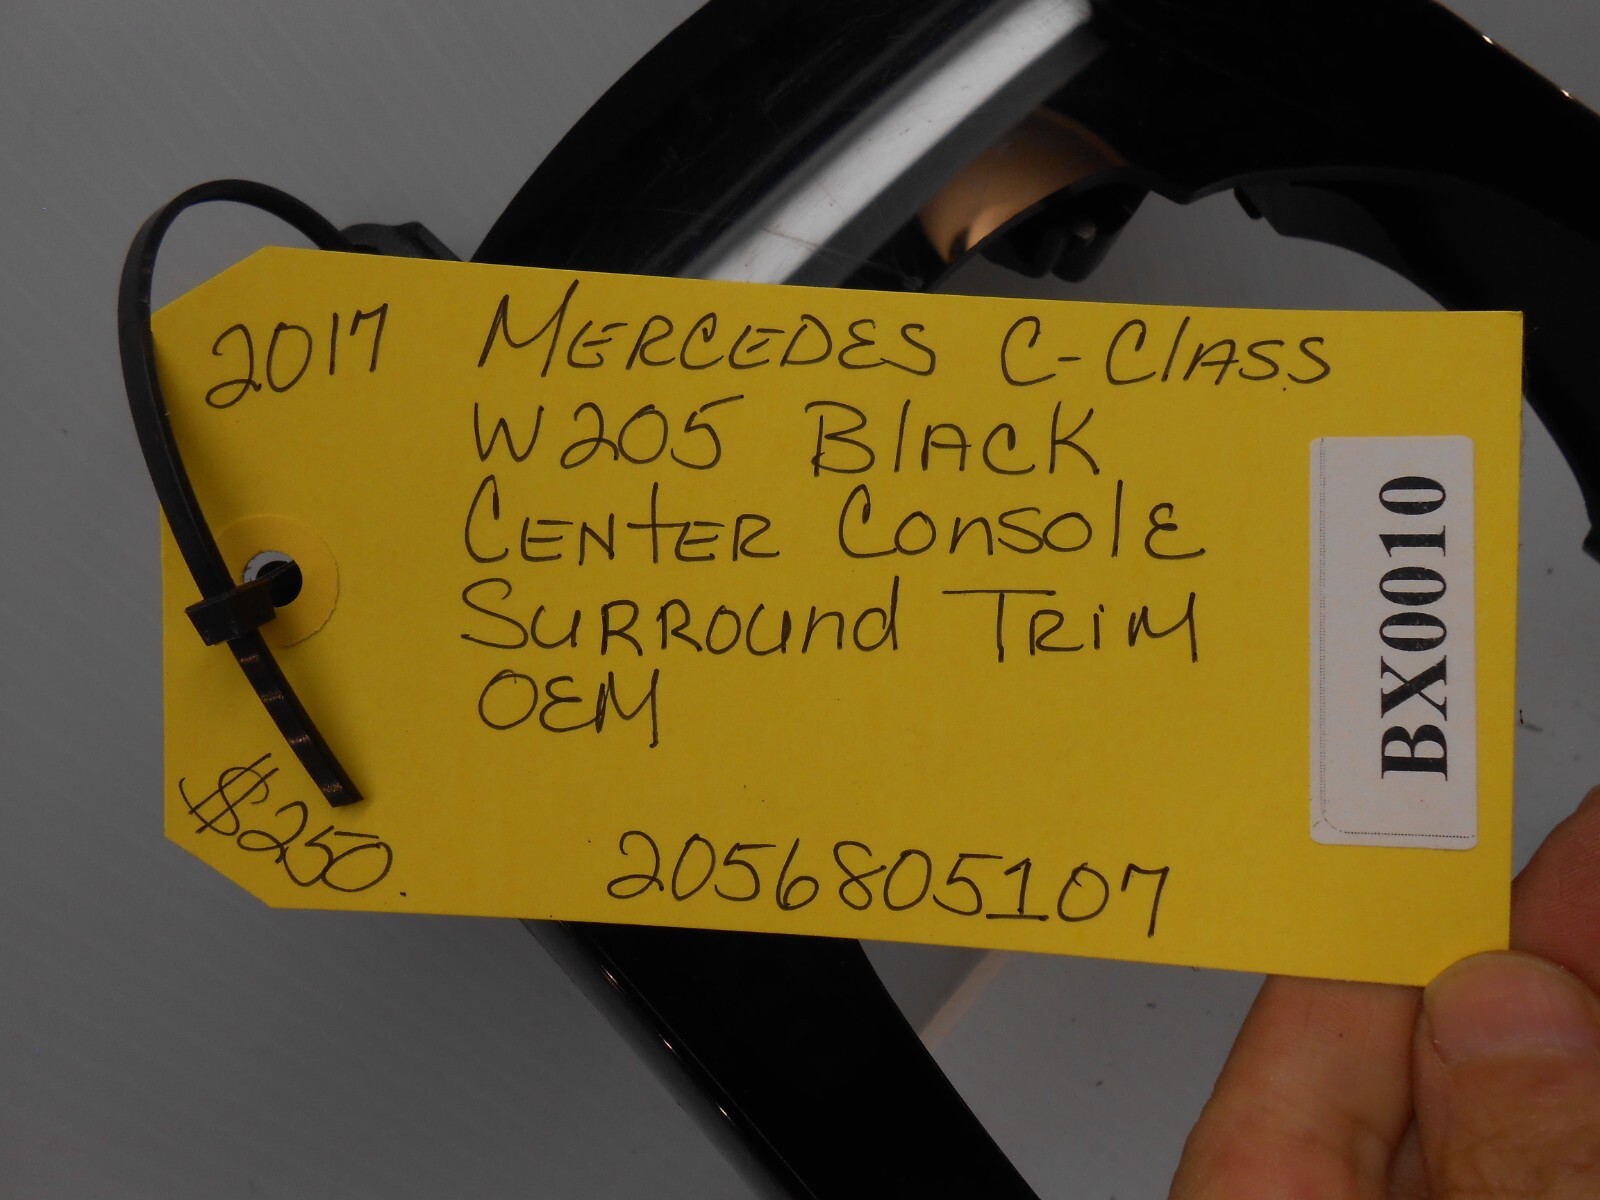 2017 MERCEDES C-Class
W205 Black
Center Console
Surround Trim
OEM
$250.
2056805107
BX0010